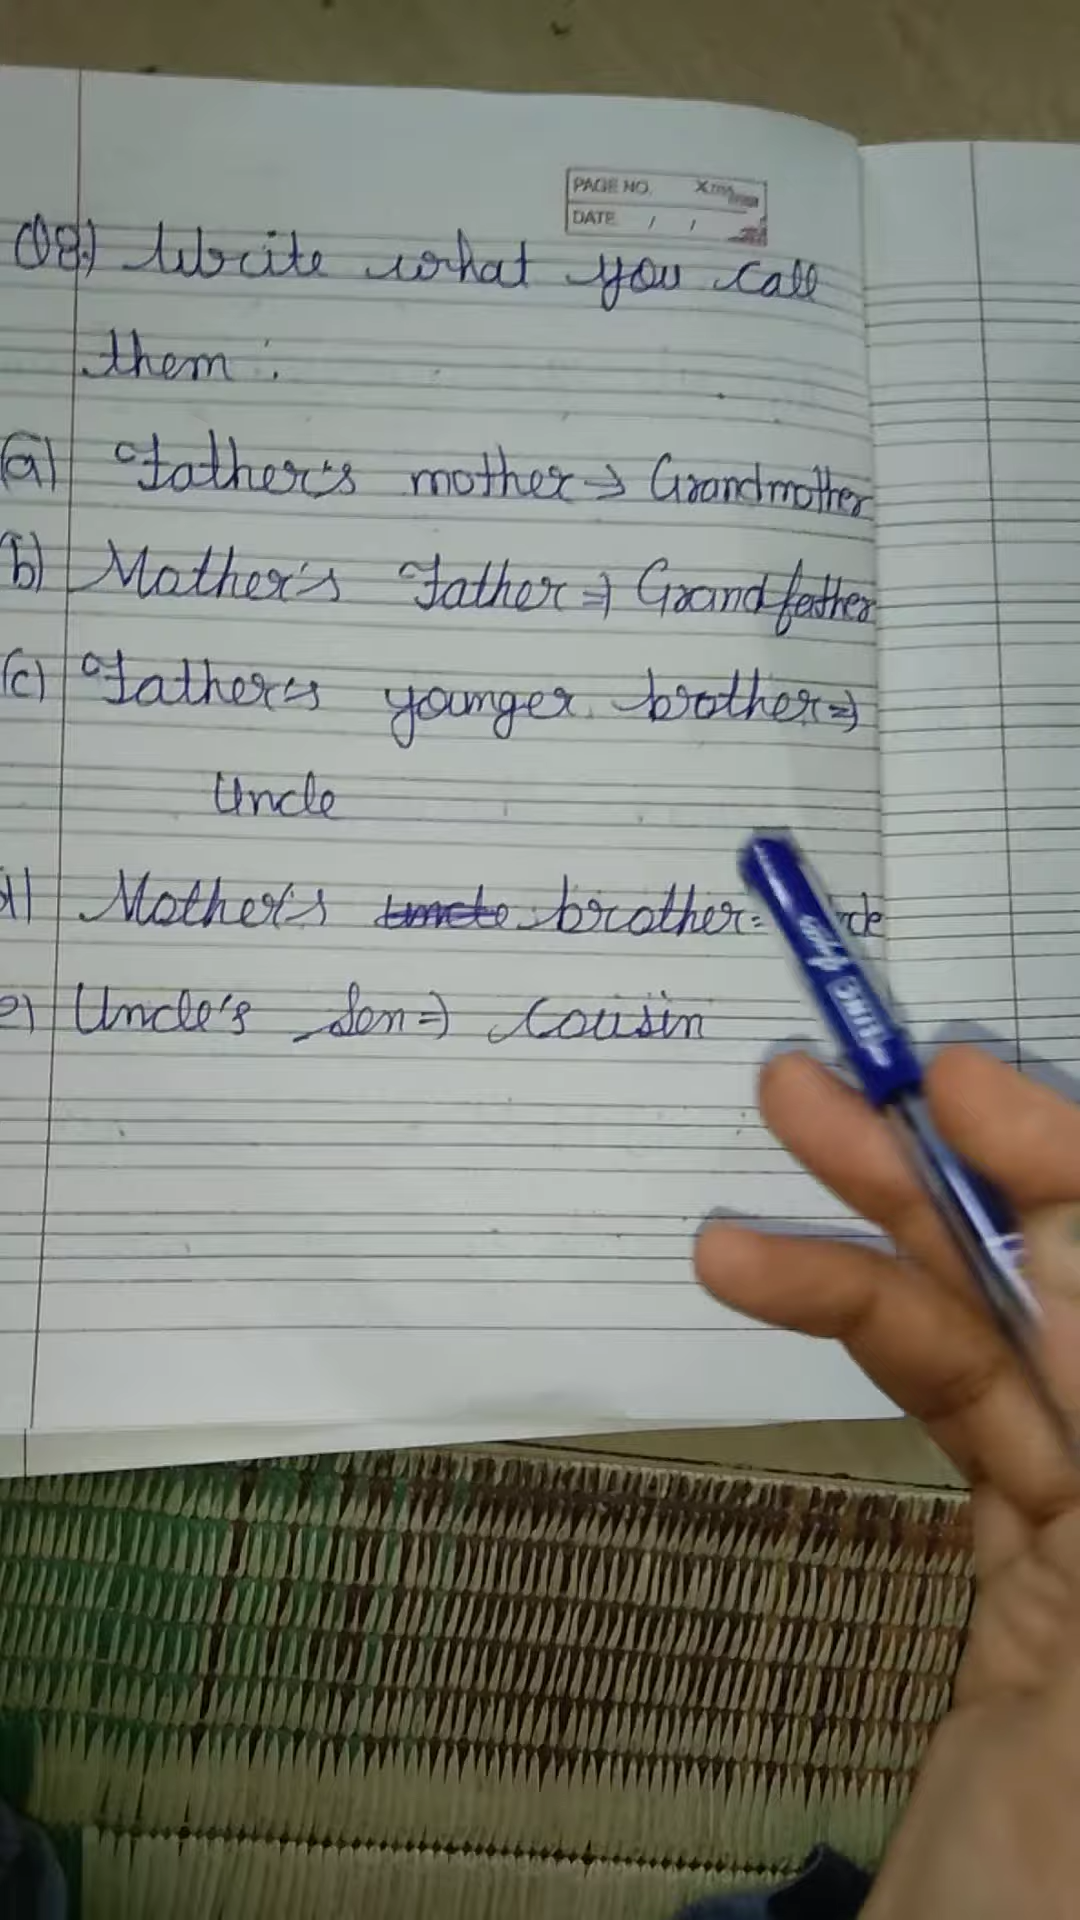 PAGE NO.
DATE / /
Q8.) Write what you call
them :
(a) Father's mother → Grandmother
(b) Mother's Father ⇒ Grandfather
(c) Father's younger brother ⇒
Uncle
d) Mother's brother =
e) Uncle's Son ⇒ Cousin